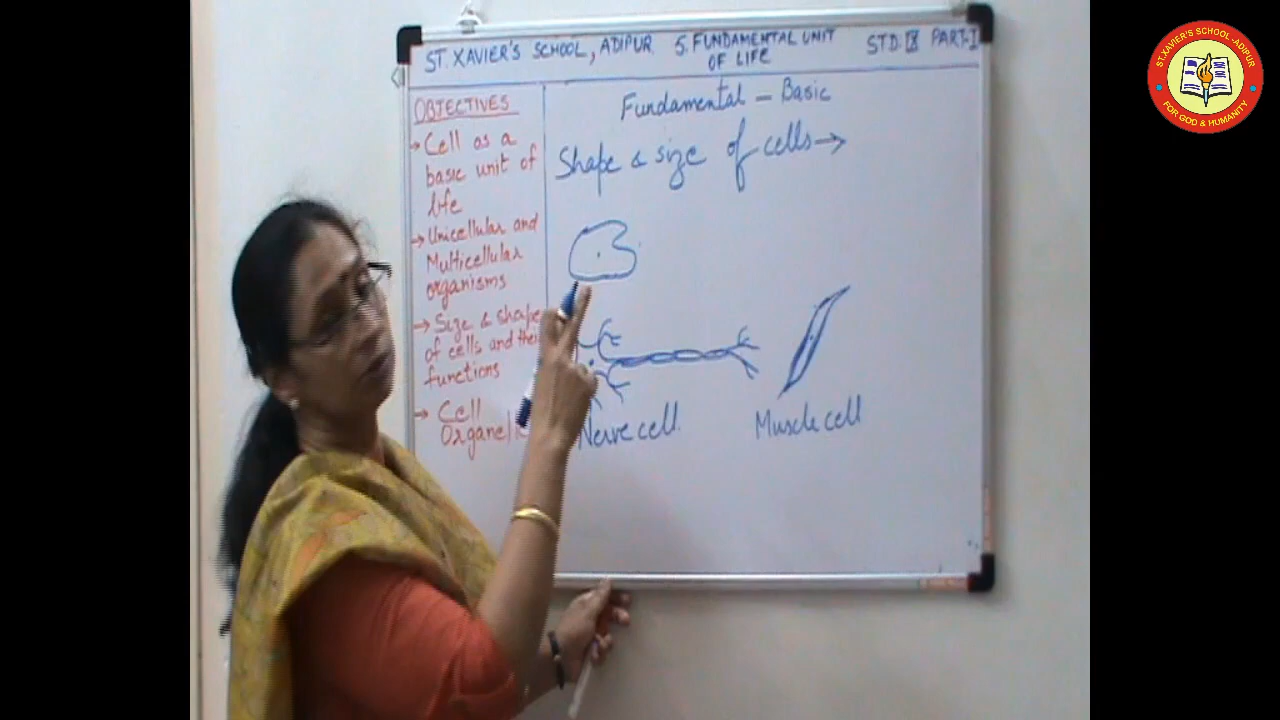 ST. XAVIER'S SCHOOL, ADIPUR 5. FUNDAMENTAL UNIT OF LIFE STD. IX PART-I
OBJECTIVES
→ Cell as a
basic unit of
life
→ Unicellular and
Multicellular
organisms
→ Size & shape
of cells and their
functions
→ Cell
Fundamental - Basic
Shape & size of cells →
Nerve cell
Muscle cell
ST.XAVIER'S SCHOOL-ADIPUR
FOR GOD & HUMANITY